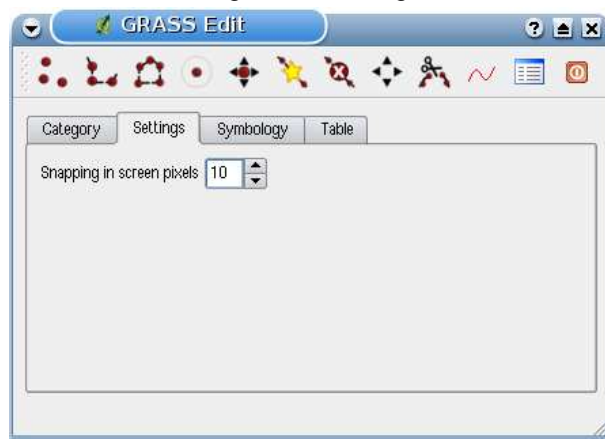 GRASS Edit
Category Settings Symbology Table
Snapping in screen pixels 10